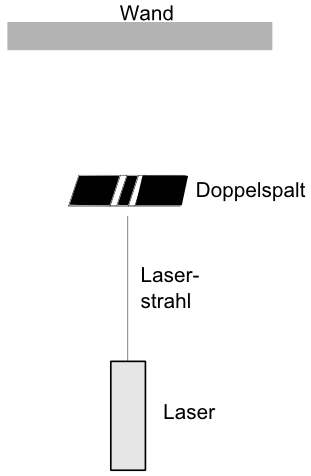 Wand
Doppelspalt
Laser-
strahl
Laser